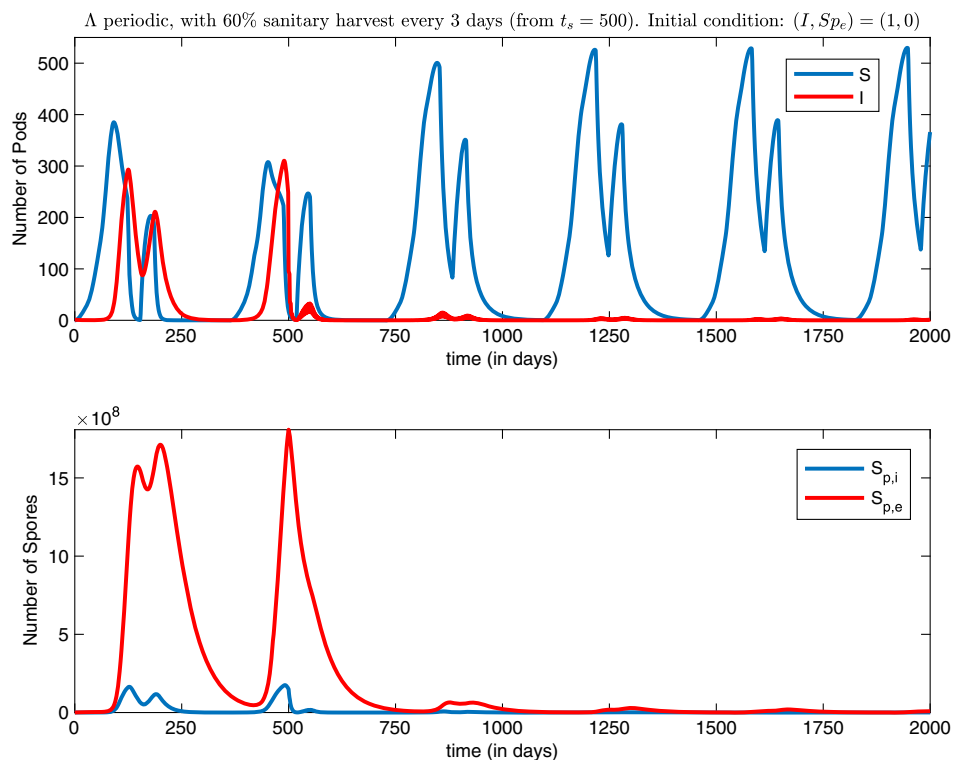 Λ periodic, with 60% sanitary harvest every 3 days (from t_s = 500). Initial condition: (I, Sp_e) = (1, 0)
500
400
300
200
100
0
Number of Pods
S
I
0 250 500 750 1000 1250 1500 1750 2000
time (in days)
×10^8
15
10
5
0
Number of Spores
S_p,i
S_p,e
0 250 500 750 1000 1250 1500 1750 2000
time (in days)